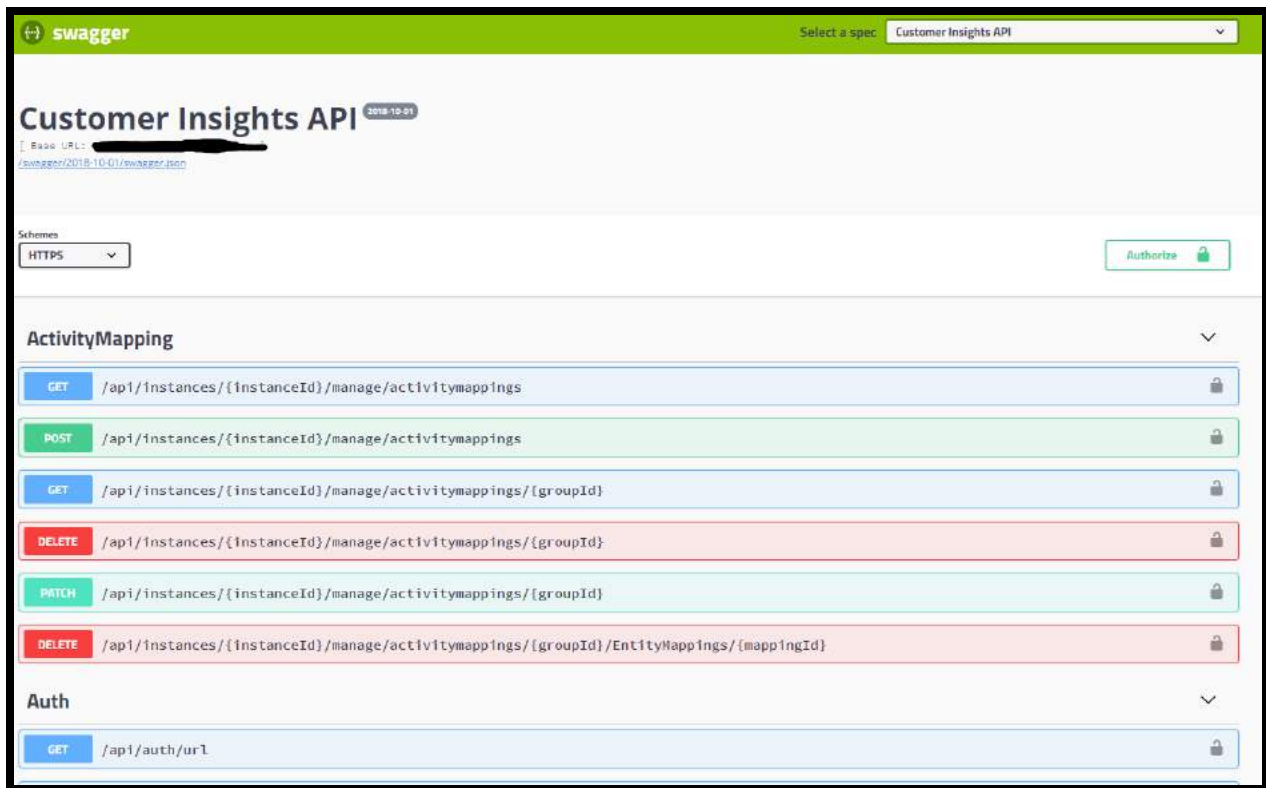 swagger
Select a spec Customer Insights API
Customer Insights API 2018-10-01
[ Base URL:
/swagger/2018-10-01/swagger.json
Schemes
HTTPS
Authorize
ActivityMapping
GET /api/instances/{instanceId}/manage/activitymappings
POST /api/instances/{instanceId}/manage/activitymappings
GET /api/instances/{instanceId}/manage/activitymappings/{groupId}
DELETE /api/instances/{instanceId}/manage/activitymappings/{groupId}
PATCH /api/instances/{instanceId}/manage/activitymappings/{groupId}
DELETE /api/instances/{instanceId}/manage/activitymappings/{groupId}/EntityMappings/{mappingId}
Auth
GET /api/auth/url